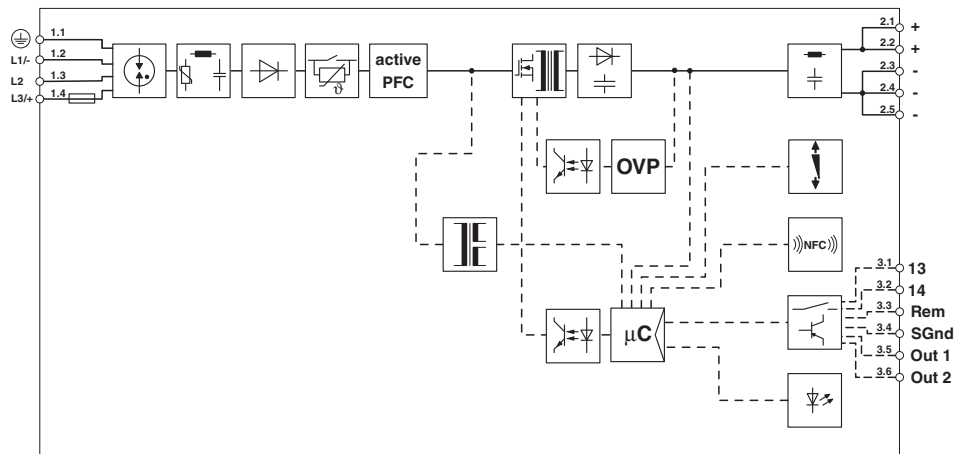 1.1
L1/-
1.2
L2
1.3
L3/+
1.4
ϑ
active
PFC
2.1
+
2.2
+
2.3
-
2.4
-
2.5
-
OVP
)))NFC)))
µC
3.1
13
3.2
14
3.3
Rem
3.4
SGnd
3.5
Out 1
3.6
Out 2